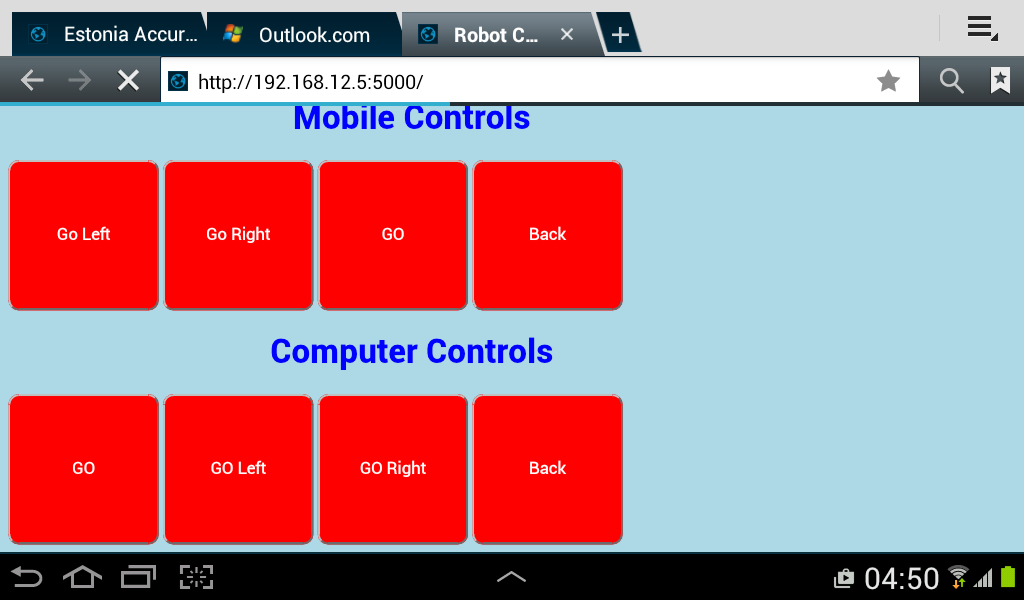 Estonia Accur...
Outlook.com
Robot C...
http://192.168.12.5:5000/
Mobile Controls
Go Left
Go Right
GO
Back
Computer Controls
GO
GO Left
GO Right
Back
04:50